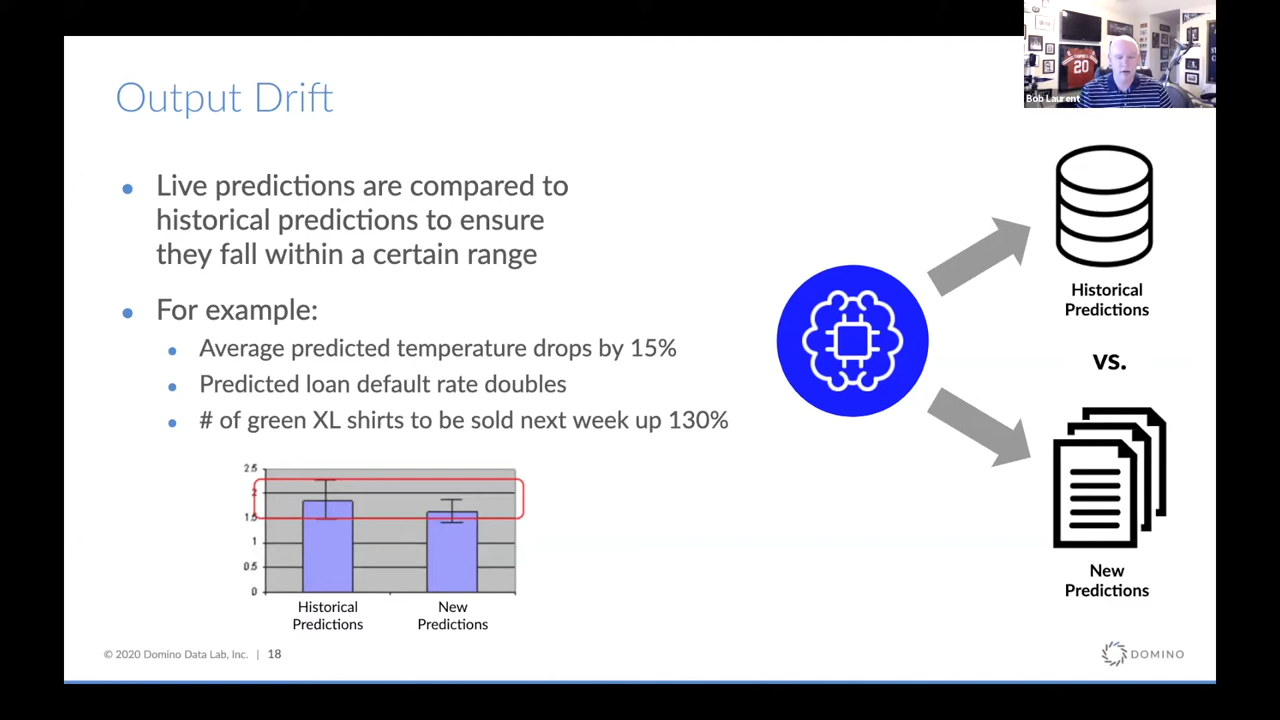 Output Drift
20
Bob Laurent
• Live predictions are compared to
historical predictions to ensure
they fall within a certain range
• For example:
• Average predicted temperature drops by 15%
• Predicted loan default rate doubles
• # of green XL shirts to be sold next week up 130%
2.5
2
1.5
1
0.5
0
Historical
Predictions
New
Predictions
Historical
Predictions
vs.
New
Predictions
© 2020 Domino Data Lab, Inc. | 18
DOMINO